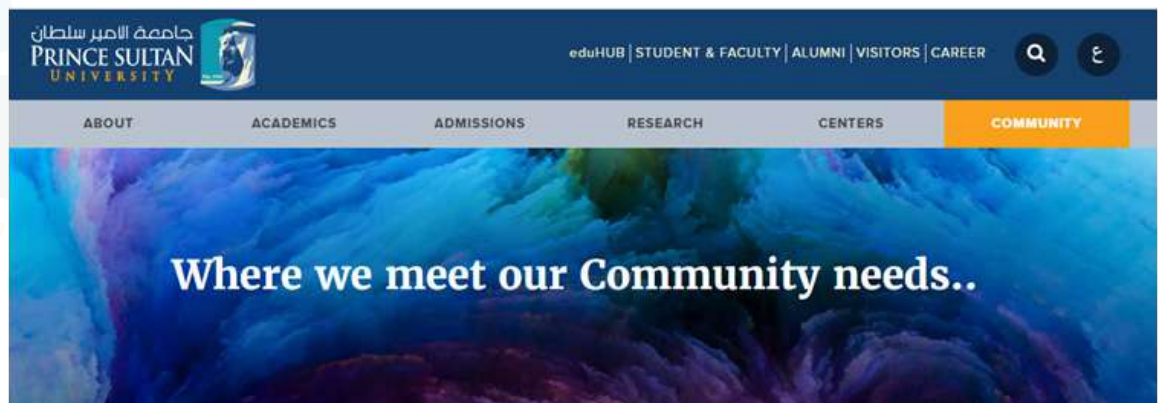 جامعة الامير سلطان
PRINCE SULTAN
UNIVERSITY
eduHUB | STUDENT & FACULTY | ALUMNI | VISITORS | CAREER
ع
ABOUT ACADEMICS ADMISSIONS RESEARCH CENTERS COMMUNITY
Where we meet our Community needs..